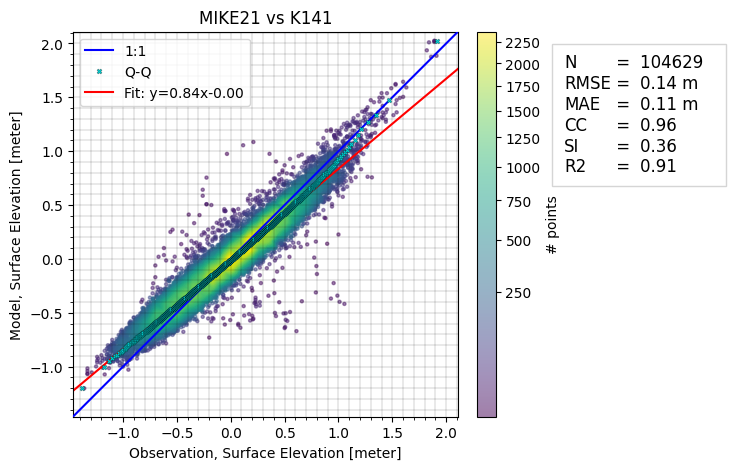 MIKE21 vs K141
1:1
Q-Q
Fit: y=0.84x-0.00
2.0
1.5
1.0
0.5
0.0
−0.5
−1.0
Model, Surface Elevation [meter]
−1.0 −0.5 0.0 0.5 1.0 1.5 2.0
Observation, Surface Elevation [meter]
2250
2000
1750
1500
1250
1000
750
500
250
# points
N = 104629
RMSE = 0.14 m
MAE = 0.11 m
CC = 0.96
SI = 0.36
R2 = 0.91